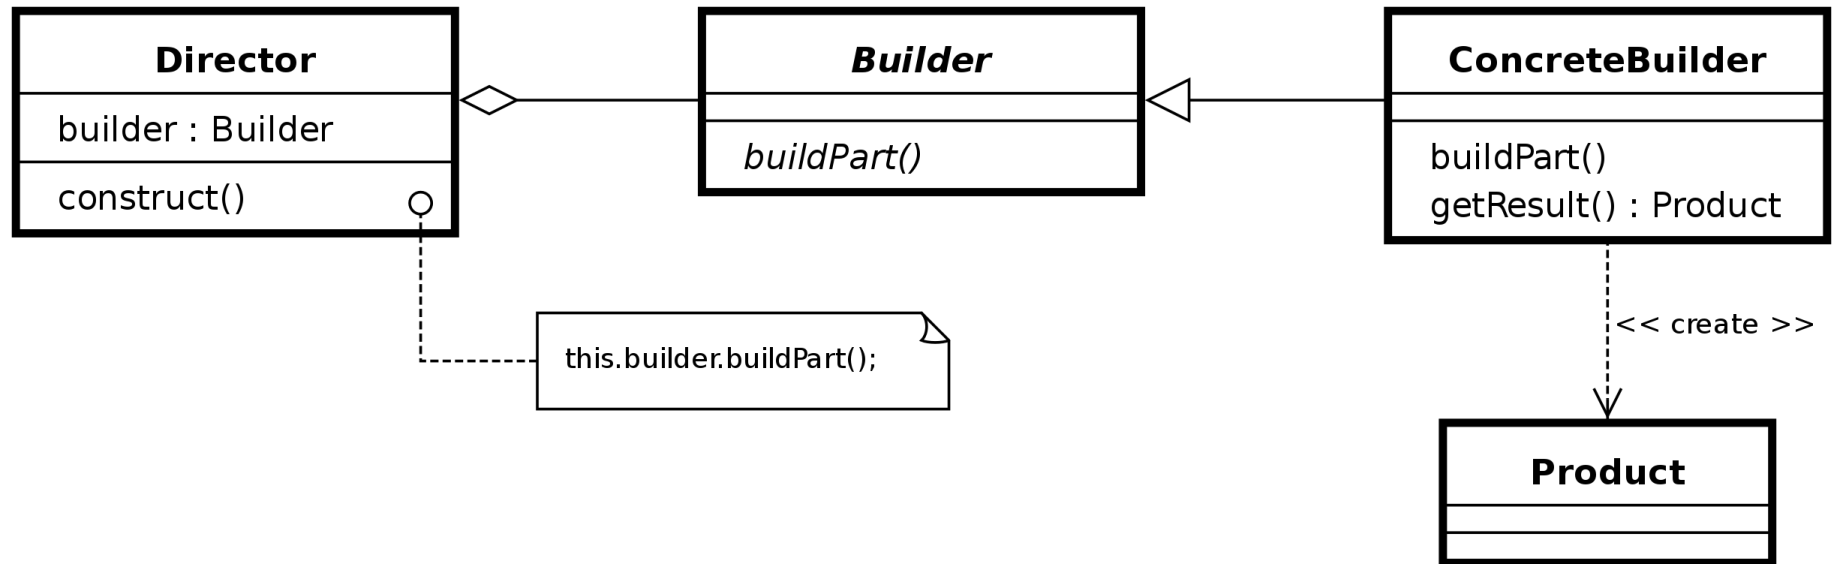 Director
builder : Builder
construct()
Builder
buildPart()
ConcreteBuilder
buildPart()
getResult() : Product
this.builder.buildPart();
<< create >>
Product